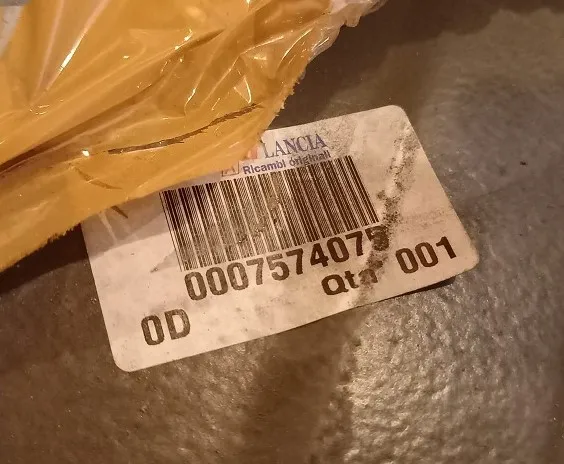 LANCIA
Ricambi originali
0007574075
Qta 001
0D